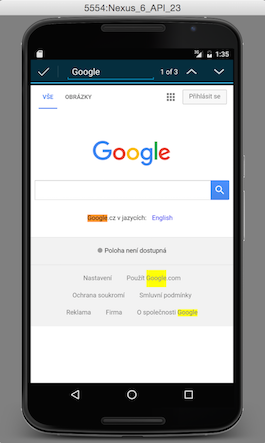 5554:Nexus_6_API_23
1:35
Google 1 of 3
VŠE OBRÁZKY Přihlásit se
Google
Google cz v jazycích: English
Poloha není dostupná
Nastavení Použít Google.com
Ochrana soukromí Smluvní podmínky
Reklama Firma O společnosti Google